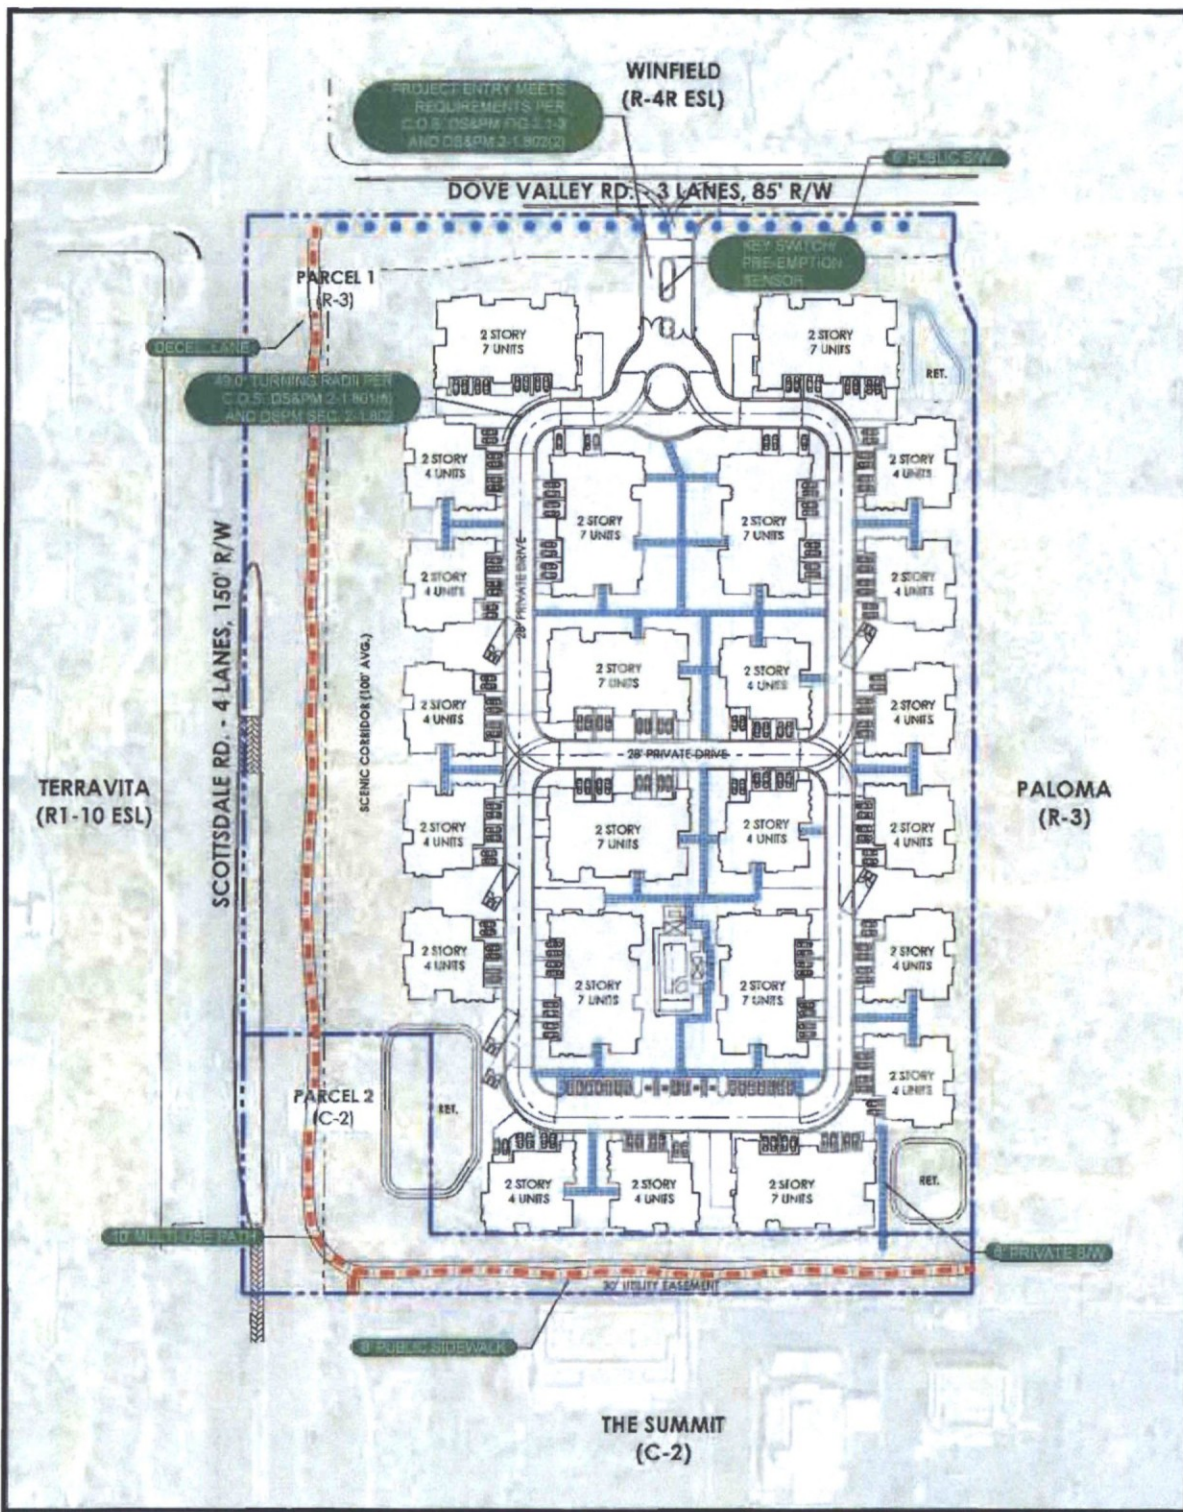 WINFIELD
(R-4R ESL)
PROJECT ENTRY MEETS
REQUIREMENTS PER
C.O.S. DS&PM FIG 2.1-3
AND DS&PM 2-1.802(2)
PUBLIC S/W
DOVE VALLEY RD. - 3 LANES, 85' R/W
KEY SWITCH/
PRE-EMPTION
SENSOR
PARCEL 1
(R-3)
DECEL LANE
2 STORY
7 UNITS
2 STORY
7 UNITS
RET.
49.0' TURNING RADII PER
C.O.S. DS&PM 2-1.801(5)
AND DSPM SEC. 2-1.802
2 STORY
4 UNITS
2 STORY
4 UNITS
2 STORY
7 UNITS
2 STORY
7 UNITS
2 STORY
4 UNITS
2 STORY
4 UNITS
28' PRIVATE DRIVE
SCOTTSDALE RD. - 4 LANES, 150' R/W
SCENIC CORRIDOR (100' AVG.)
2 STORY
7 UNITS
2 STORY
4 UNITS
2 STORY
4 UNITS
2 STORY
4 UNITS
28' PRIVATE DRIVE
TERRAVITA
(R1-10 ESL)
PALOMA
(R-3)
2 STORY
4 UNITS
2 STORY
7 UNITS
2 STORY
4 UNITS
2 STORY
4 UNITS
2 STORY
4 UNITS
2 STORY
7 UNITS
2 STORY
7 UNITS
2 STORY
4 UNITS
2 STORY
4 UNITS
PARCEL 2
(C-2)
RET.
2 STORY
4 UNITS
2 STORY
4 UNITS
2 STORY
7 UNITS
RET.
10' MULTI-USE PATH
PRIVATE S/W
30' UTILITY EASEMENT
8' PUBLIC SIDEWALK
THE SUMMIT
(C-2)